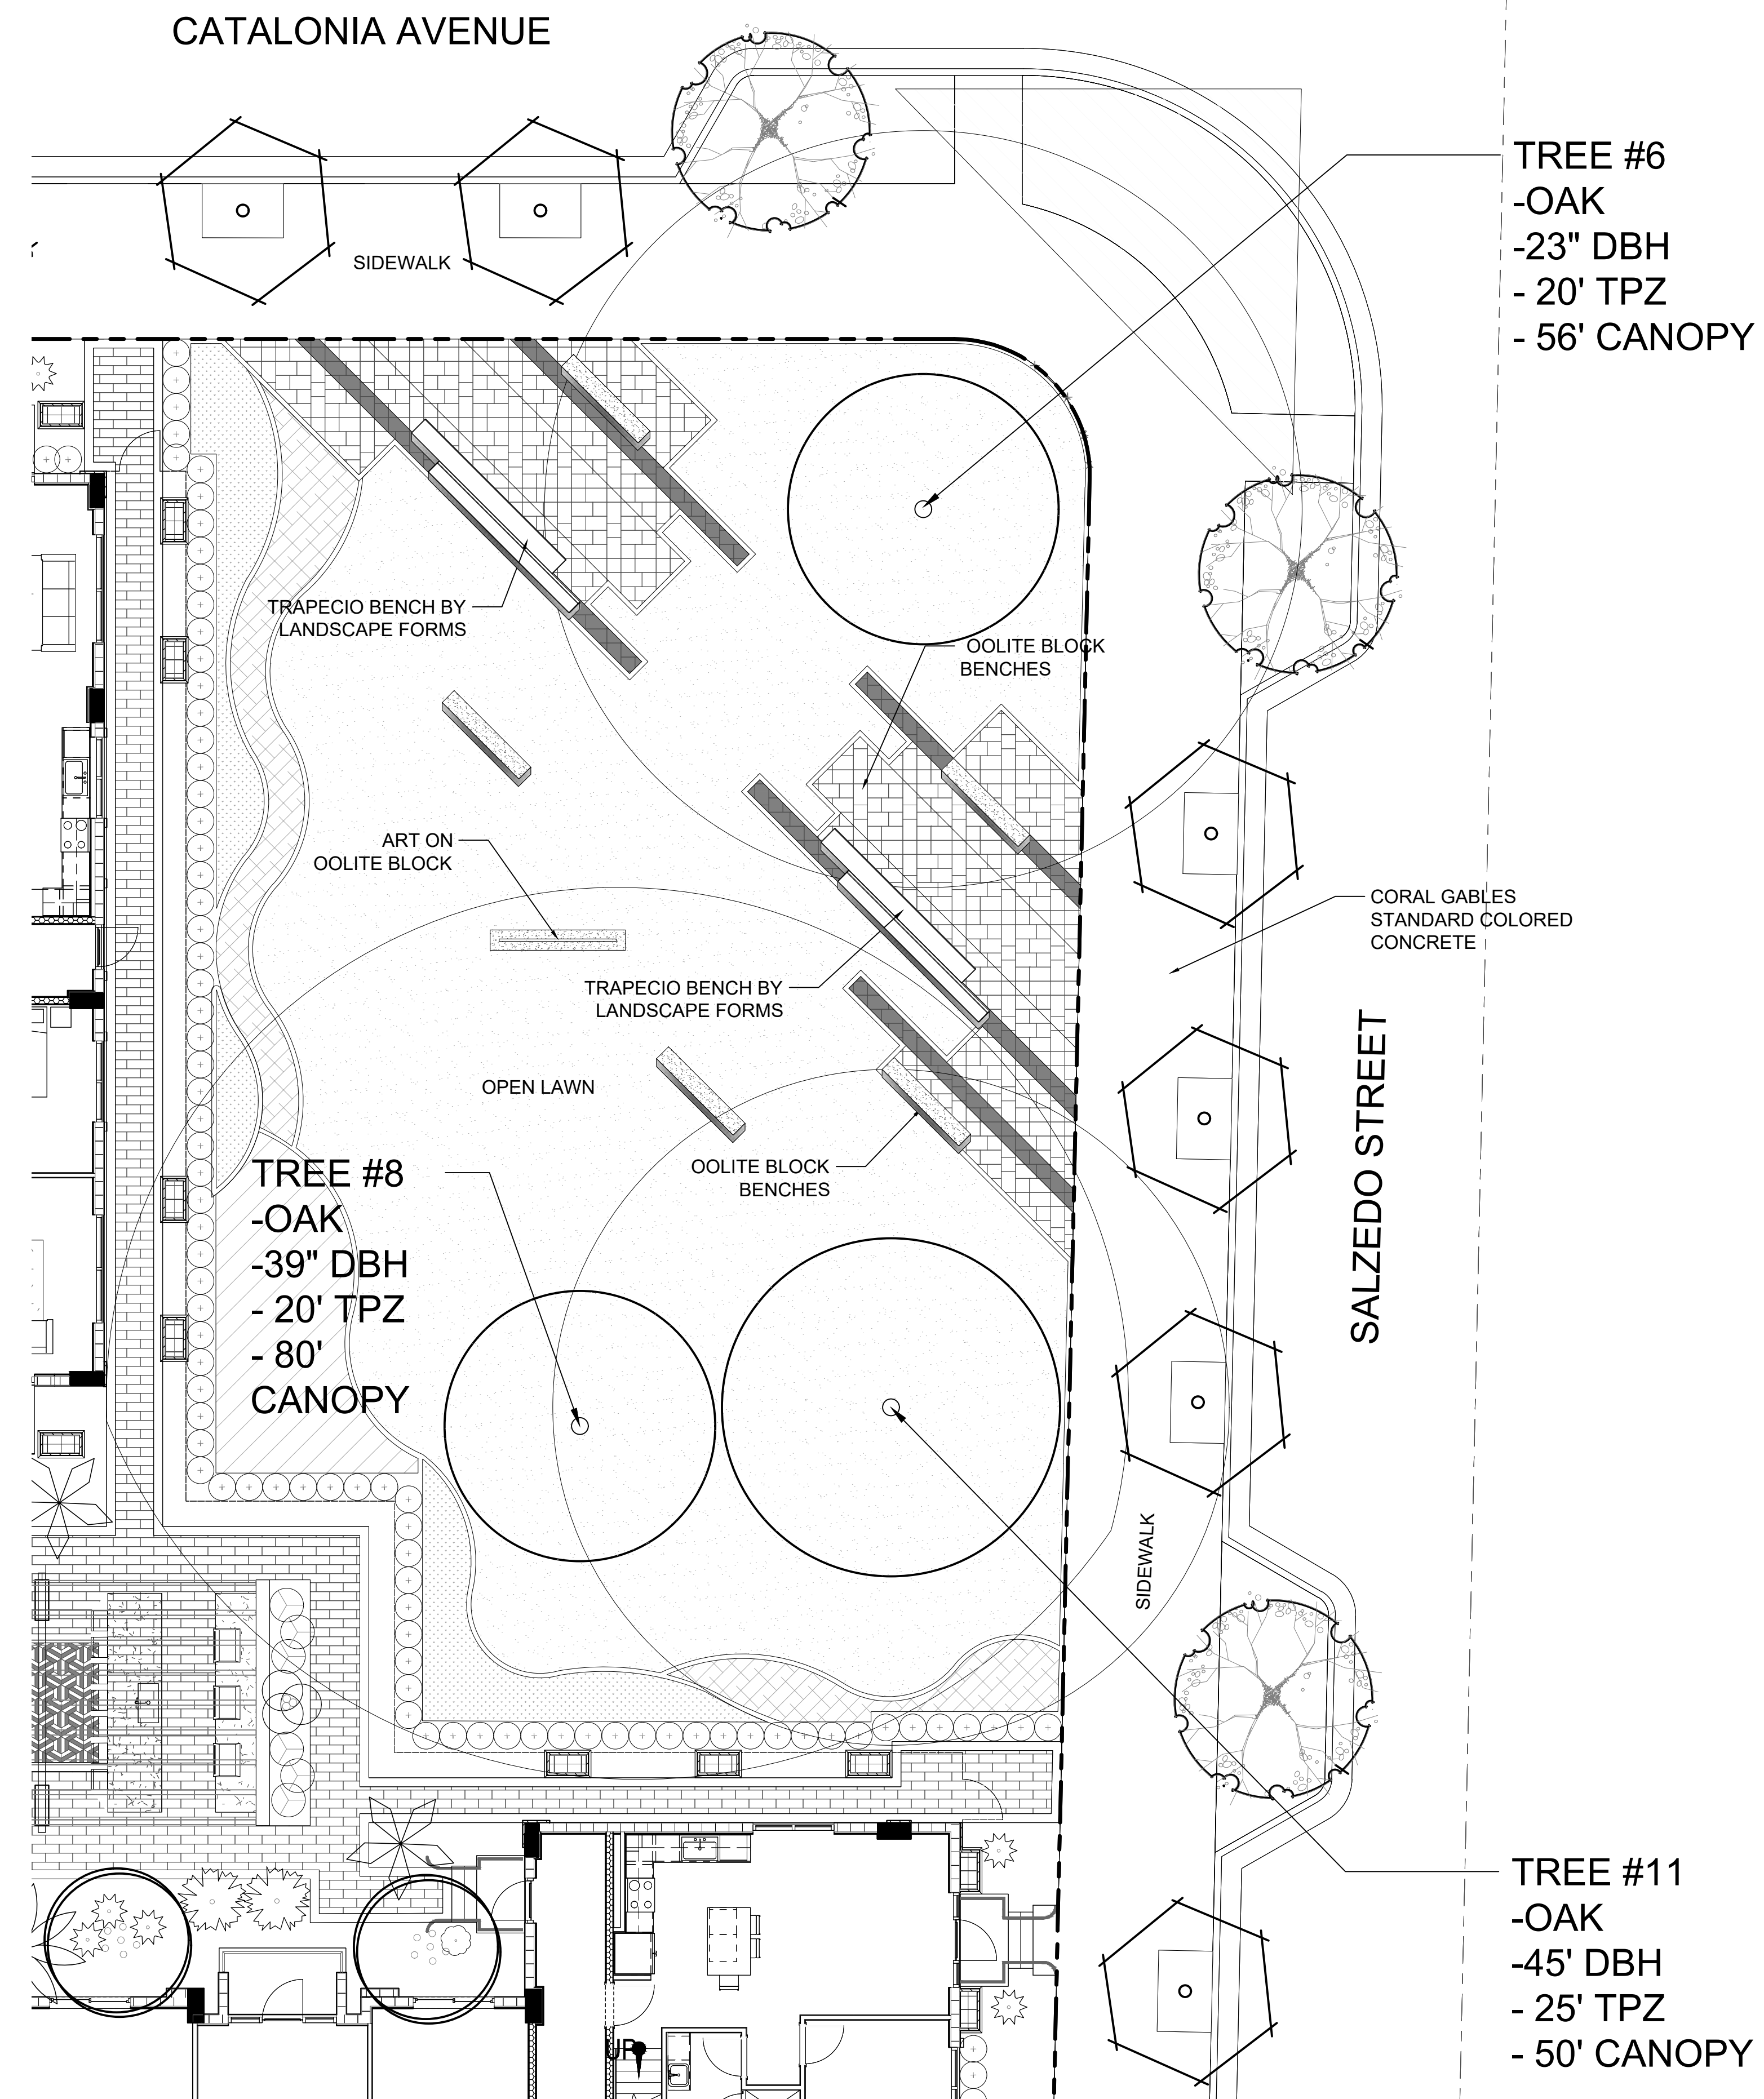 CATALONIA AVENUE
TREE #6
-OAK
-23" DBH
- 20' TPZ
- 56' CANOPY
SIDEWALK
TRAPECIO BENCH BY
LANDSCAPE FORMS
OOLITE BLOCK
BENCHES
ART ON
OOLITE BLOCK
CORAL GABLES
STANDARD COLORED
CONCRETE
TRAPECIO BENCH BY
LANDSCAPE FORMS
OPEN LAWN
SALZEDO STREET
OOLITE BLOCK
BENCHES
TREE #8
-OAK
-39" DBH
- 20' TPZ
- 80'
CANOPY
SIDEWALK
TREE #11
-OAK
-45' DBH
- 25' TPZ
- 50' CANOPY
UP